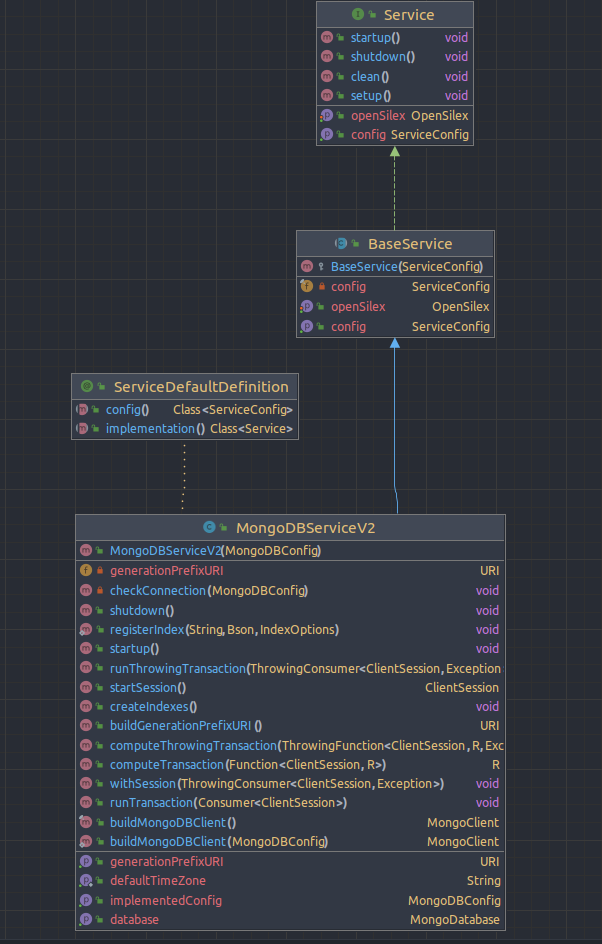 Service
startup() void
shutdown() void
clean() void
setup() void
openSilex OpenSilex
config ServiceConfig
BaseService
BaseService(ServiceConfig)
config ServiceConfig
openSilex OpenSilex
config ServiceConfig
ServiceDefaultDefinition
config() Class<ServiceConfig>
implementation() Class<Service>
MongoDBServiceV2
MongoDBServiceV2(MongoDBConfig)
generationPrefixURI URI
checkConnection(MongoDBConfig) void
shutdown() void
registerIndex(String, Bson, IndexOptions) void
startup() void
runThrowingTransaction(ThrowingConsumer<ClientSession, Exception
startSession() ClientSession
createIndexes() void
buildGenerationPrefixURI() URI
computeThrowingTransaction(ThrowingFunction<ClientSession, R, Exc
computeTransaction(Function<ClientSession, R>) R
withSession(ThrowingConsumer<ClientSession, Exception>) void
runTransaction(Consumer<ClientSession>) void
buildMongoDBClient() MongoClient
buildMongoDBClient(MongoDBConfig) MongoClient
generationPrefixURI URI
defaultTimeZone String
implementedConfig MongoDBConfig
database MongoDatabase